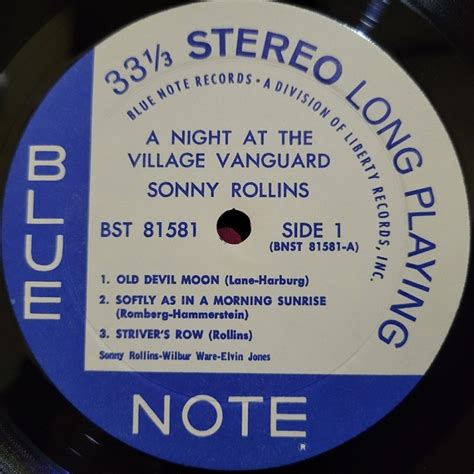 33⅓ STEREO LONG PLAYING
BLUE NOTE RECORDS • A DIVISION OF LIBERTY RECORDS, INC.
A NIGHT AT THE
VILLAGE VANGUARD
SONNY ROLLINS
BST 81581 SIDE 1
(BNST 81581-A)
1. OLD DEVIL MOON (Lane-Harburg)
2. SOFTLY AS IN A MORNING SUNRISE
(Romberg-Hammerstein)
3. STRIVER'S ROW (Rollins)
Sonny Rollins-Wilbur Ware-Elvin Jones
BLUE
NOTE